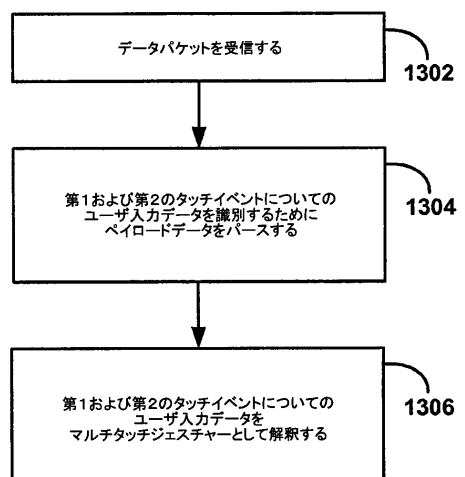 データパケットを受信する
1302
第1および第2のタッチイベントについての
ユーザ入力データを識別するために
ペイロードデータをパースする
1304
第1および第2のタッチイベントについての
ユーザ入力データを
マルチタッチジェスチャーとして解釈する
1306